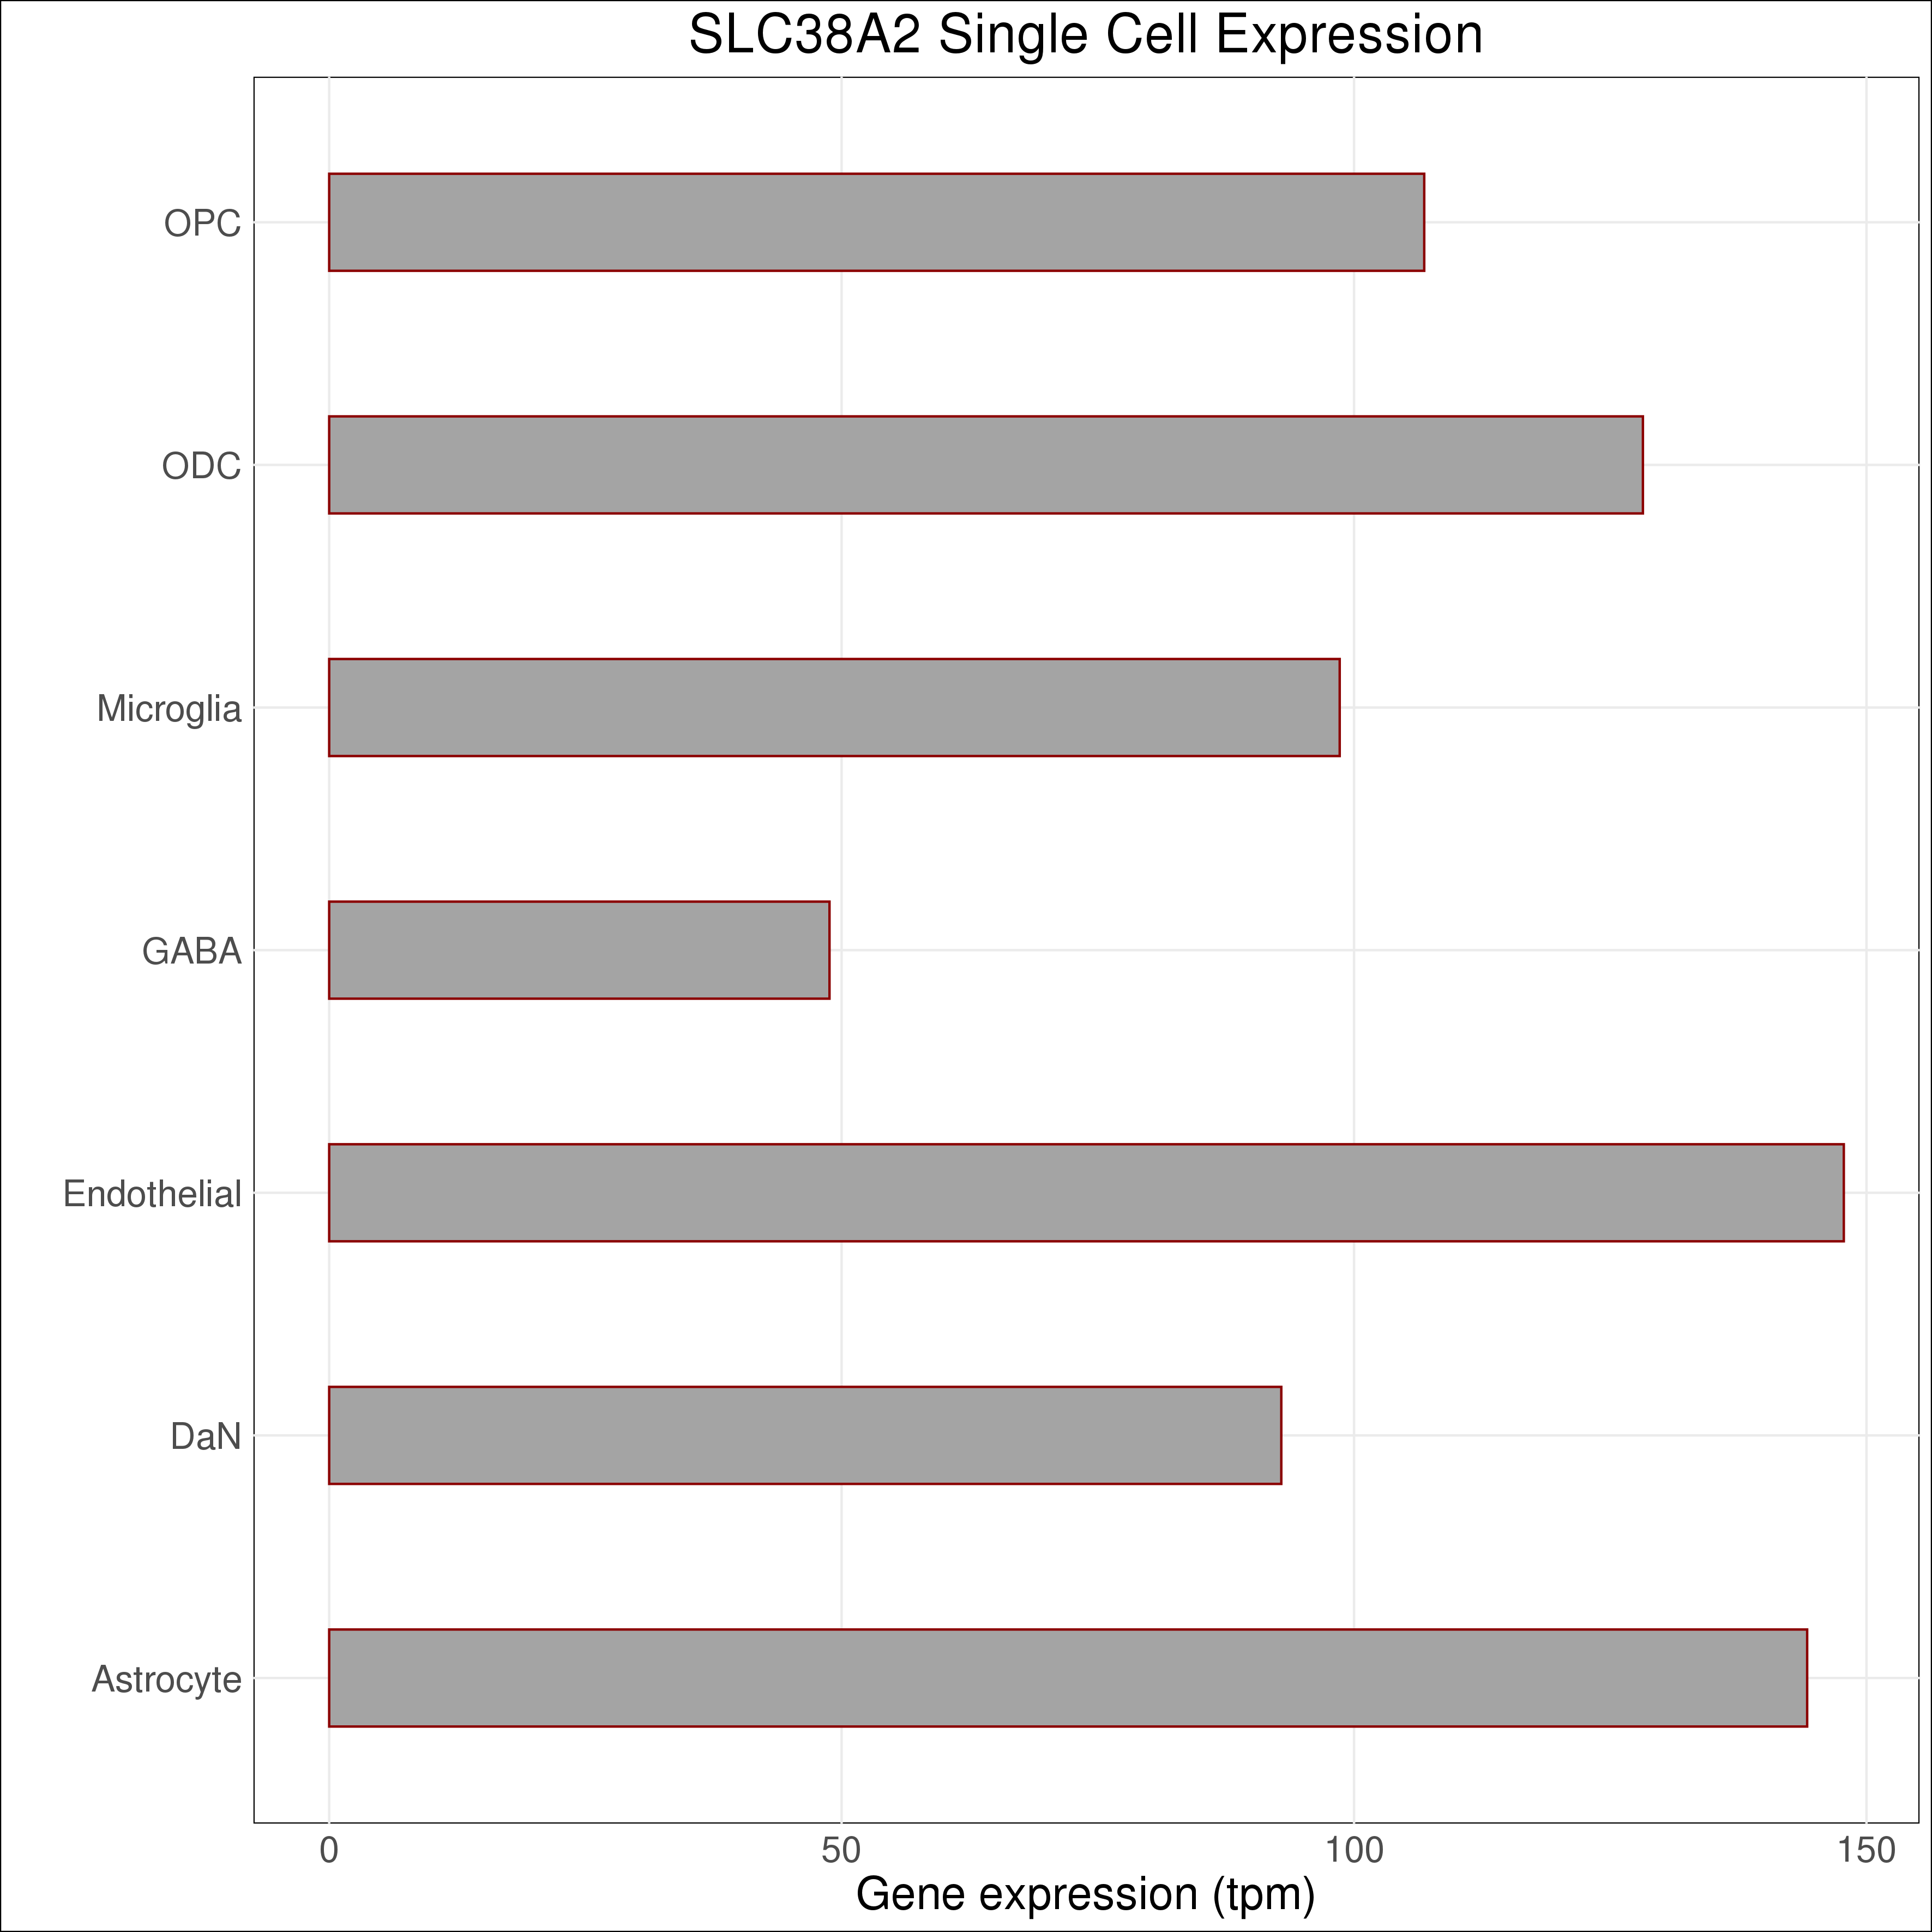 SLC38A2 Single Cell Expression
OPC
ODC
Microglia
GABA
Endothelial
DaN
Astrocyte
0 50 100 150
Gene expression (tpm)